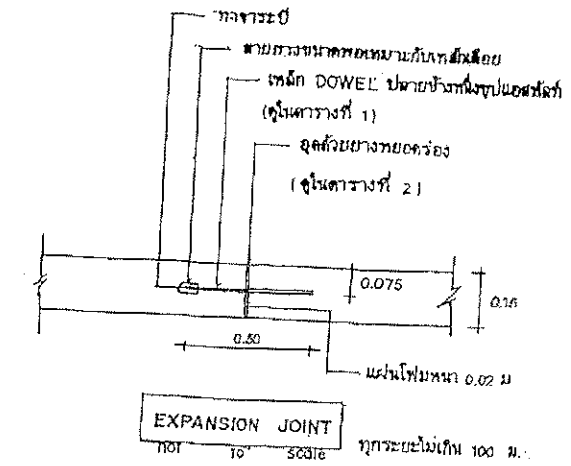 ทาจาระบี
สายยางขนาดพอเหมาะกับเหล็กเดือย
เหล็ก DOWEL ปลายข้างหนึ่งชุบแอสฟัลท์
(ดูในตารางที่ 1)
อุดด้วยยางหยอดร่อง
(ดูในตารางที่ 2)
0.075
0.15
0.50
แผ่นโฟมหนา 0.02 ม
EXPANSION JOINT
not to scale
ทุกระยะไม่เกิน 100 ม.